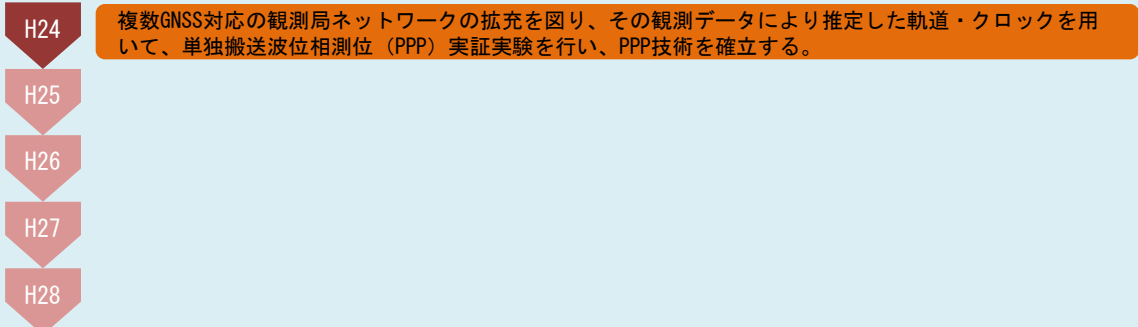 H24
複数GNSS対応の観測局ネットワークの拡充を図り、その観測データにより推定した軌道・クロックを用
いて、単独搬送波位相測位（PPP）実証実験を行い、PPP技術を確立する。
H25
H26
H27
H28